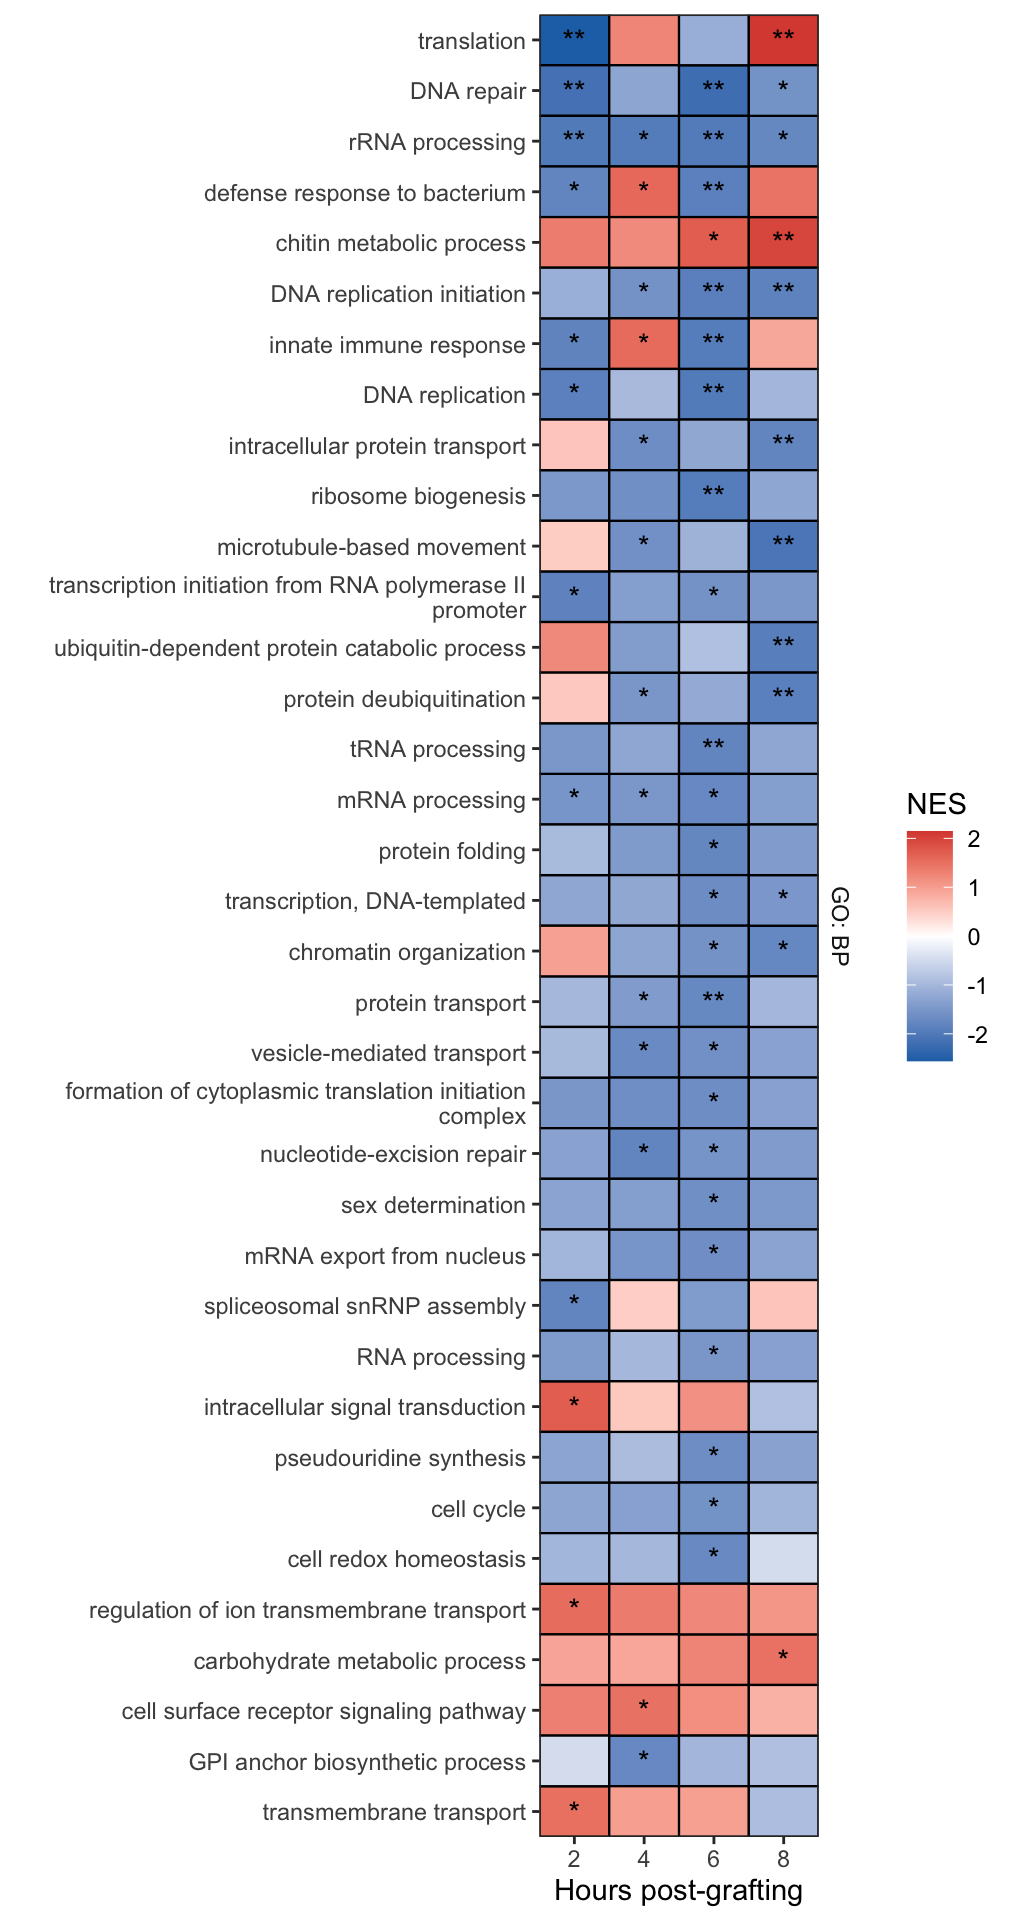 translation ** **
DNA repair ** ** *
rRNA processing ** * ** *
defense response to bacterium * * **
chitin metabolic process * **
DNA replication initiation * ** **
innate immune response * * **
DNA replication * **
intracellular protein transport * **
ribosome biogenesis **
microtubule-based movement * **
transcription initiation from RNA polymerase II
promoter * *
ubiquitin-dependent protein catabolic process **
protein deubiquitination * **
tRNA processing **
mRNA processing * * *
protein folding *
transcription, DNA-templated * *
chromatin organization * *
protein transport * **
vesicle-mediated transport * *
formation of cytoplasmic translation initiation
complex *
nucleotide-excision repair * *
sex determination *
mRNA export from nucleus *
spliceosomal snRNP assembly *
RNA processing *
intracellular signal transduction *
pseudouridine synthesis *
cell cycle *
cell redox homeostasis *
regulation of ion transmembrane transport *
carbohydrate metabolic process *
cell surface receptor signaling pathway *
GPI anchor biosynthetic process *
transmembrane transport *
2 4 6 8
Hours post-grafting
GO: BP
NES
2
1
0
-1
-2